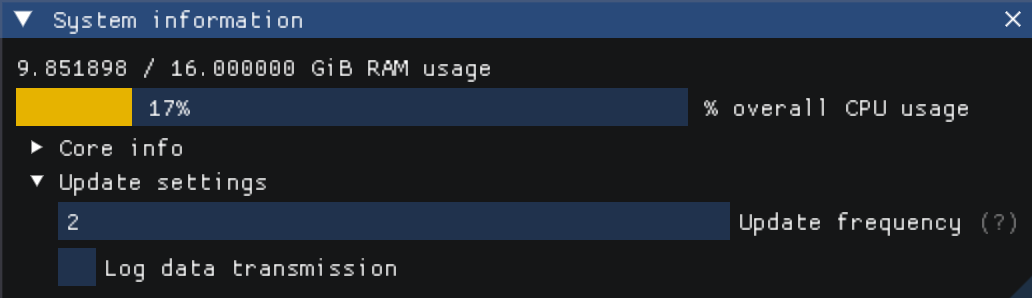 System information
9.851898 / 16.000000 GiB RAM usage
17% % overall CPU usage
Core info
Update settings
2 Update frequency (?)
Log data transmission